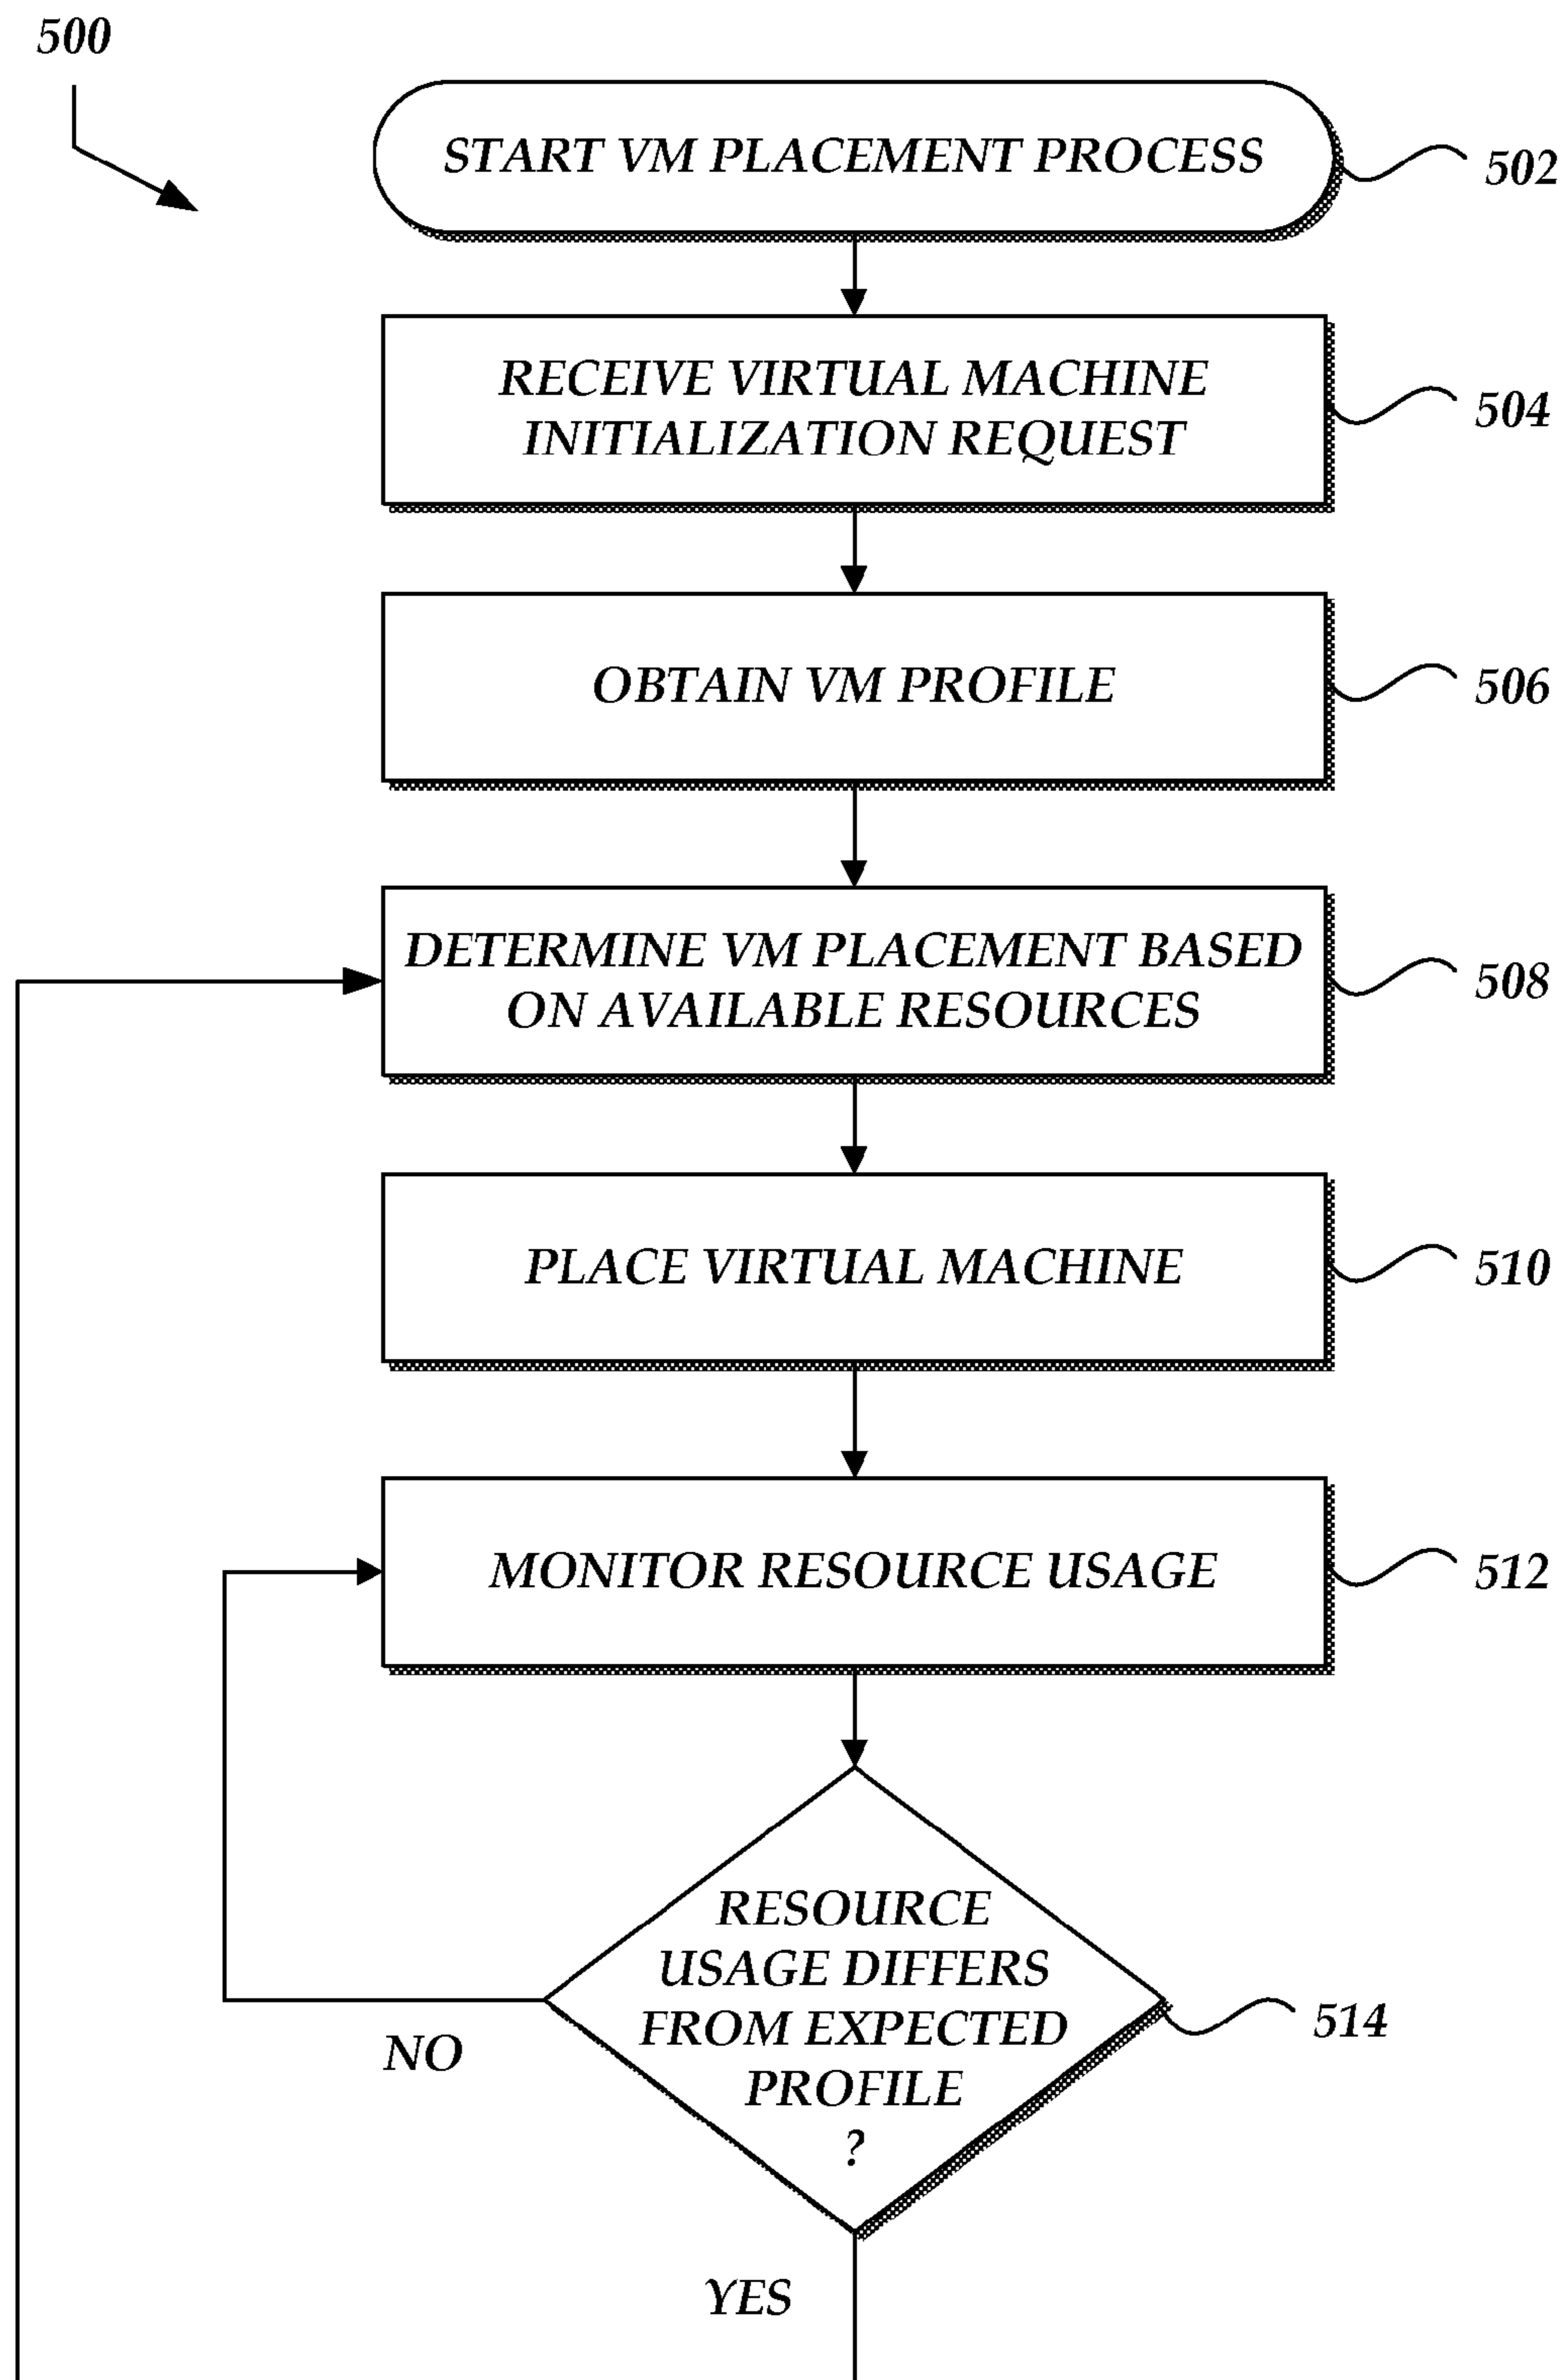 500
START VM PLACEMENT PROCESS
502
RECEIVE VIRTUAL MACHINE
INITIALIZATION REQUEST
504
OBTAIN VM PROFILE
506
DETERMINE VM PLACEMENT BASED
ON AVAILABLE RESOURCES
508
PLACE VIRTUAL MACHINE
510
MONITOR RESOURCE USAGE
512
RESOURCE
USAGE DIFFERS
FROM EXPECTED
PROFILE
?
514
NO
YES